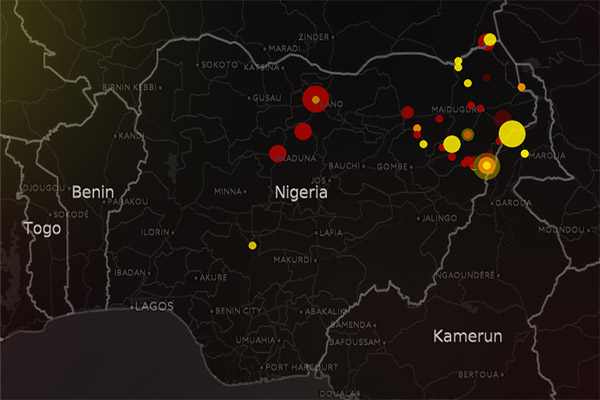 ZINDER
MARADI
SOKOTO
KATSINA
BIRNIN KEBBI
GUSAU
KANO
MAIDUGURI
KANDI
KADUNA
MAROUA
BAUCHI
GOMBE
JOS
DJOUGOU
Benin
MINNA
Nigeria
PARAKOU
GAROUA
SOKODÉ
JALINGO
Togo
ILORIN
LAFIA
MOUNDOU
MAKURDI
IBADAN
AKURE
NGAOUNDÉRÉ
LAGOS
BENIN CITY
ABAKALIKI
BAMENDA
Kamerun
UMUAHIA
BAFOUSSAM
PORT HARCOURT
BERTOUA
DOUALA